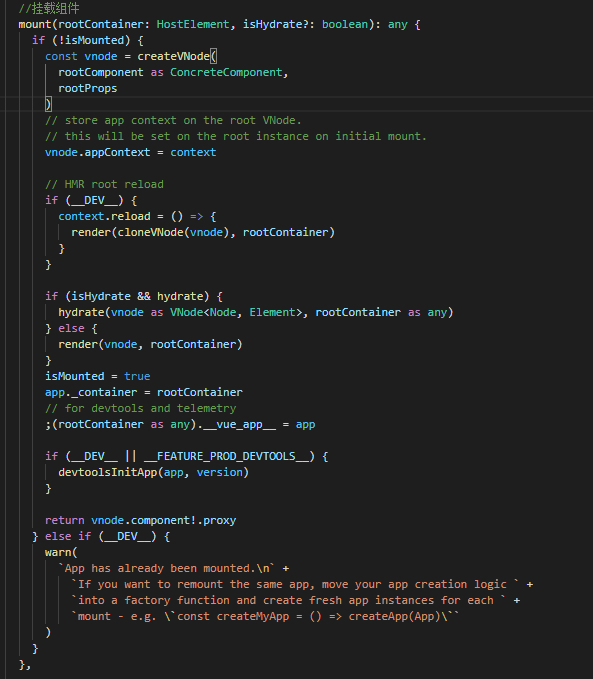 //挂载组件
mount(rootContainer: HostElement, isHydrate?: boolean): any {
if (!isMounted) {
const vnode = createVNode(
rootComponent as ConcreteComponent,
rootProps
)
// store app context on the root VNode.
// this will be set on the root instance on initial mount.
vnode.appContext = context
// HMR root reload
if (__DEV__) {
context.reload = () => {
render(cloneVNode(vnode), rootContainer)
}
}
if (isHydrate && hydrate) {
hydrate(vnode as VNode<Node, Element>, rootContainer as any)
} else {
render(vnode, rootContainer)
}
isMounted = true
app._container = rootContainer
// for devtools and telemetry
;(rootContainer as any).__vue_app__ = app
if (__DEV__ || __FEATURE_PROD_DEVTOOLS__) {
devtoolsInitApp(app, version)
}
return vnode.component!.proxy
} else if (__DEV__) {
warn(
`App has already been mounted.\n` +
`If you want to remount the same app, move your app creation logic ` +
`into a factory function and create fresh app instances for each ` +
`mount - e.g. \`const createMyApp = () => createApp(App)\``
)
}
},